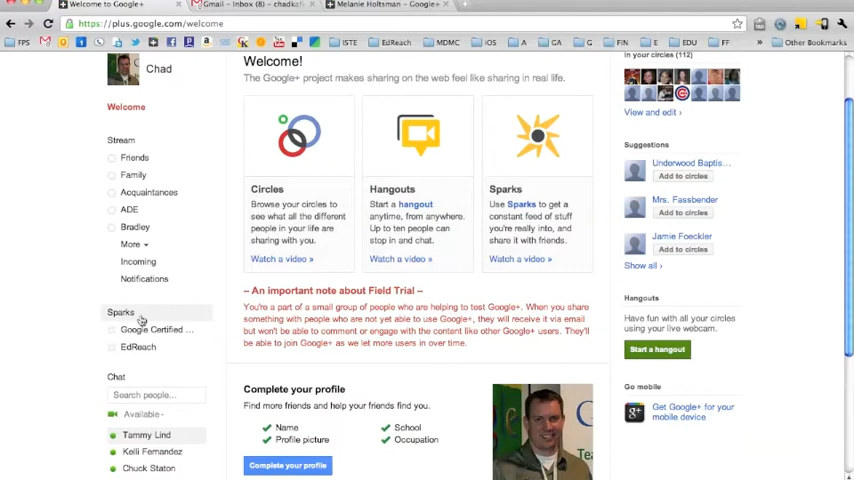 Welcome to Google+
Gmail – Inbox (8) – chadkaf
Melanie Holtsman – Google+
https://plus.google.com/welcome
FPS
ISTE
EdReach
MDMC
iOS
A
GA
G
FIN
E
EDU
FF
Other Bookmarks
Chad
Welcome
Stream
Friends
Family
Acquaintances
ADE
Bradley
More
Incoming
Notifications
Sparks
Google Certified ...
EdReach
Chat
Search people...
Available
Tammy Lind
Kelli Fernandez
Chuck Staton
Welcome!
The Google+ project makes sharing on the web feel like sharing in real life.
Circles
Browse your circles to
see what all the different
people in your life are
sharing with you.
Watch a video »
Hangouts
Start a hangout
anytime, from anywhere.
Up to ten people can
stop in and chat.
Watch a video »
Sparks
Use Sparks to get a
constant feed of stuff
you're really into, and
share it with friends.
Watch a video »
– An important note about Field Trial –
You're a part of a small group of people who are helping to test Google+. When you share
something with people who are not yet able to use Google+, they will receive it via email
but won't be able to comment or engage with the content like other Google+ users. They'll
be able to join Google+ as we let more users in over time.
Complete your profile
Find more friends and help your friends find you.
Name
School
Profile picture
Occupation
Complete your profile
In your circles (112)
View and edit ›
Suggestions
Underwood Baptis...
Add to circles
Mrs. Fassbender
Add to circles
Jamie Foeckler
Add to circles
Show all ›
Hangouts
Have fun with all your circles
using your live webcam.
Start a hangout
Go mobile
Get Google+ for your
mobile device